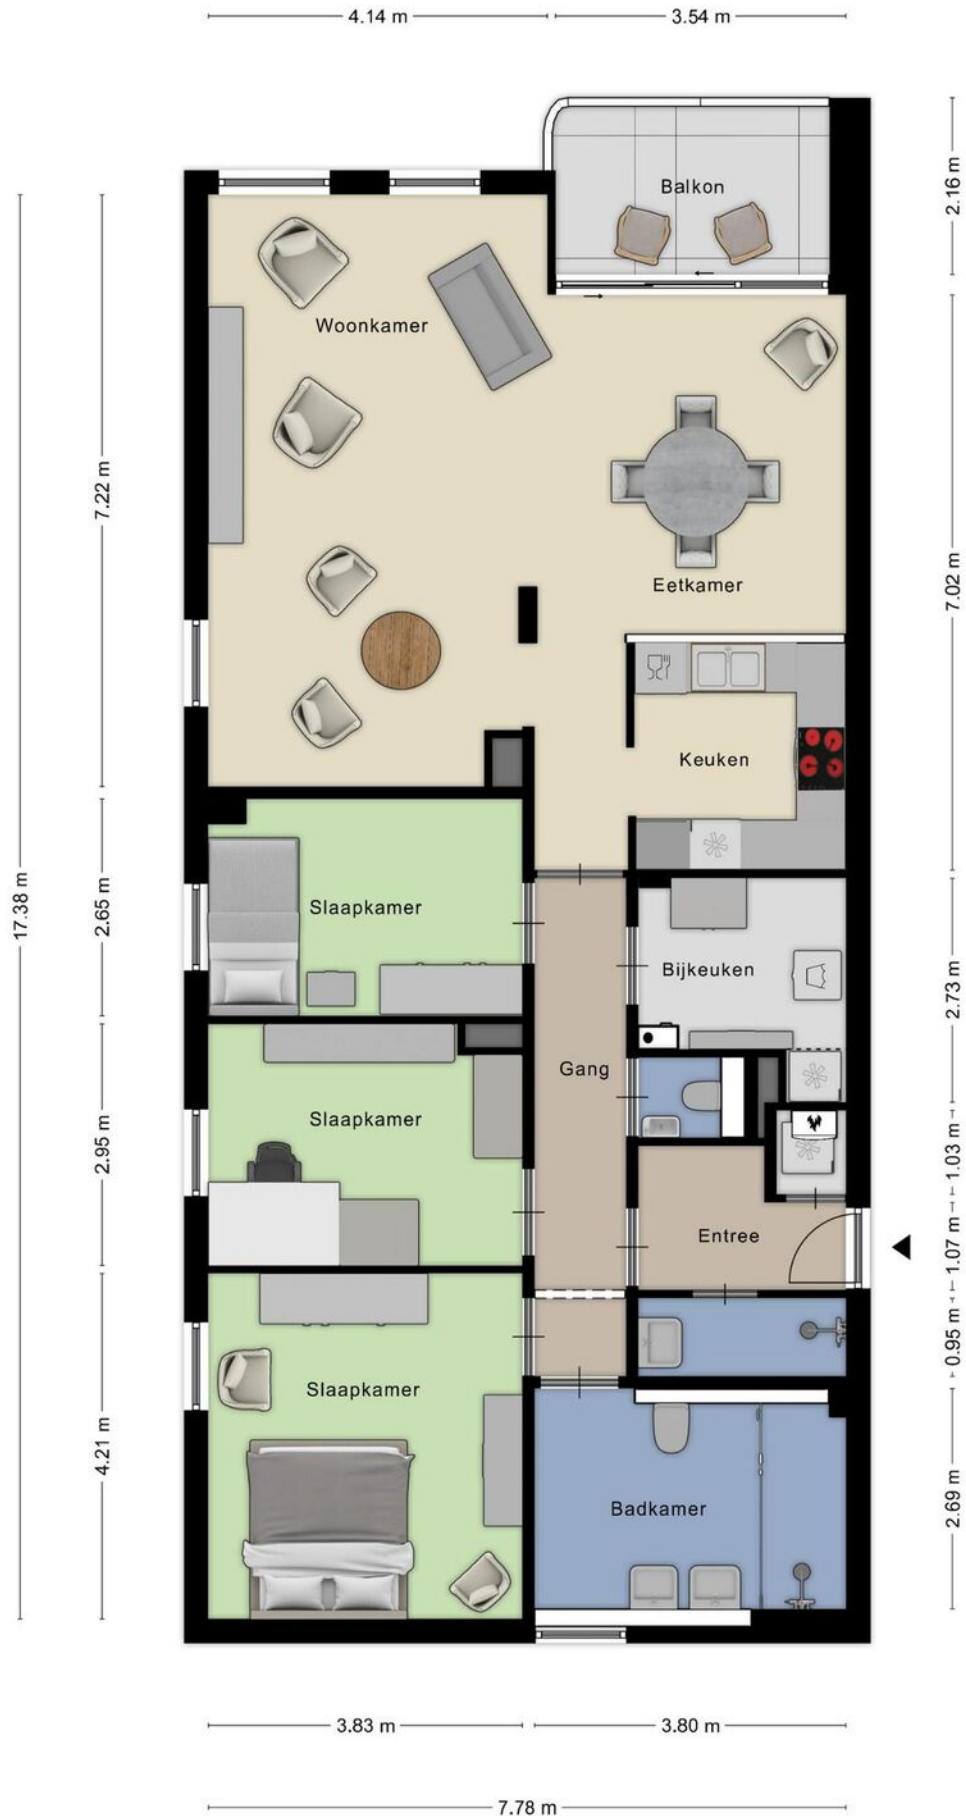 4.14 m
3.54 m
Balkon
2.16 m
Woonkamer
7.22 m
Eetkamer
7.02 m
Keuken
17.38 m
2.65 m
Slaapkamer
Bijkeuken
2.73 m
Gang
Slaapkamer
2.95 m
1.03 m
Entree
1.07 m
0.95 m
Slaapkamer
4.21 m
Badkamer
2.69 m
3.83 m
3.80 m
7.78 m